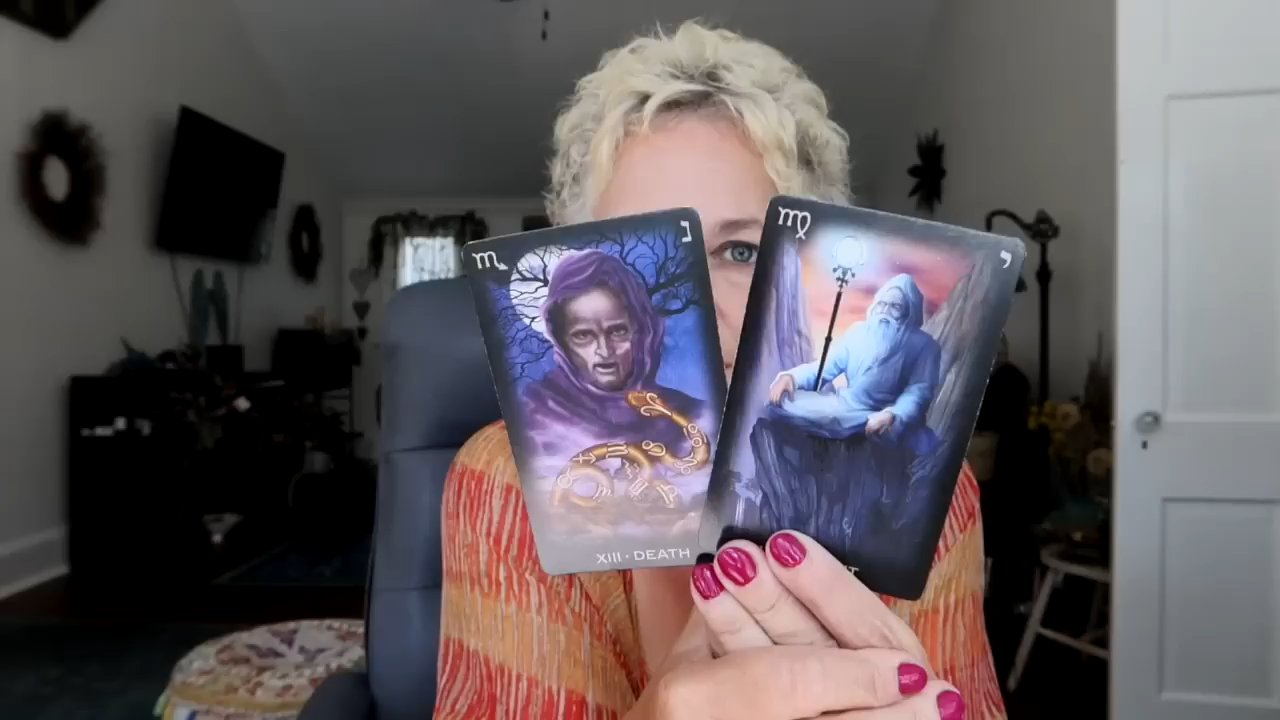 ♏ נ
XIII · DEATH
♍ י